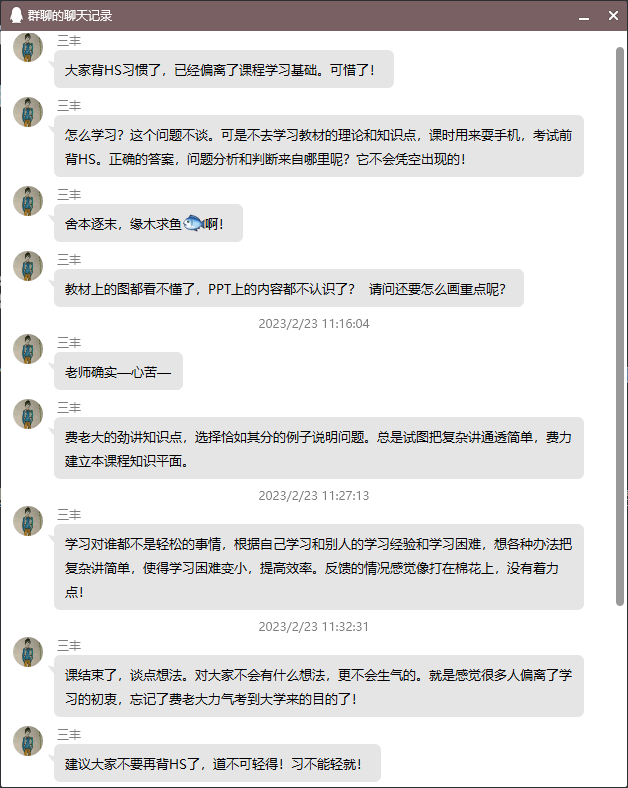 群聊的聊天记录
三丰
大家背HS习惯了，已经偏离了课程学习基础。可惜了！
三丰
怎么学习？这个问题不谈。可是不去学习教材的理论和知识点，课时用来耍手机，考试前
背HS。正确的答案，问题分析和判断来自哪里呢？它不会凭空出现的！
三丰
舍本逐末，缘木求鱼🐟啊！
三丰
教材上的图都看不懂了，PPT上的内容都不认识了？ 请问还要怎么画重点呢？
2023/2/23 11:16:04
三丰
老师确实—心苦—
三丰
费老大的劲讲知识点，选择恰如其分的例子说明问题。总是试图把复杂讲通透简单，费力
建立本课程知识平面。
2023/2/23 11:27:13
三丰
学习对谁都不是轻松的事情，根据自己学习和别人的学习经验和学习困难，想各种办法把
复杂讲简单，使得学习困难变小，提高效率。反馈的情况感觉像打在棉花上，没有着力
点！
2023/2/23 11:32:31
三丰
课结束了，谈点想法。对大家不会有什么想法，更不会生气的。就是感觉很多人偏离了学
习的初衷，忘记了费老大力气考到大学来的目的了！
三丰
建议大家不要再背HS了，道不可轻得！习不能轻就！